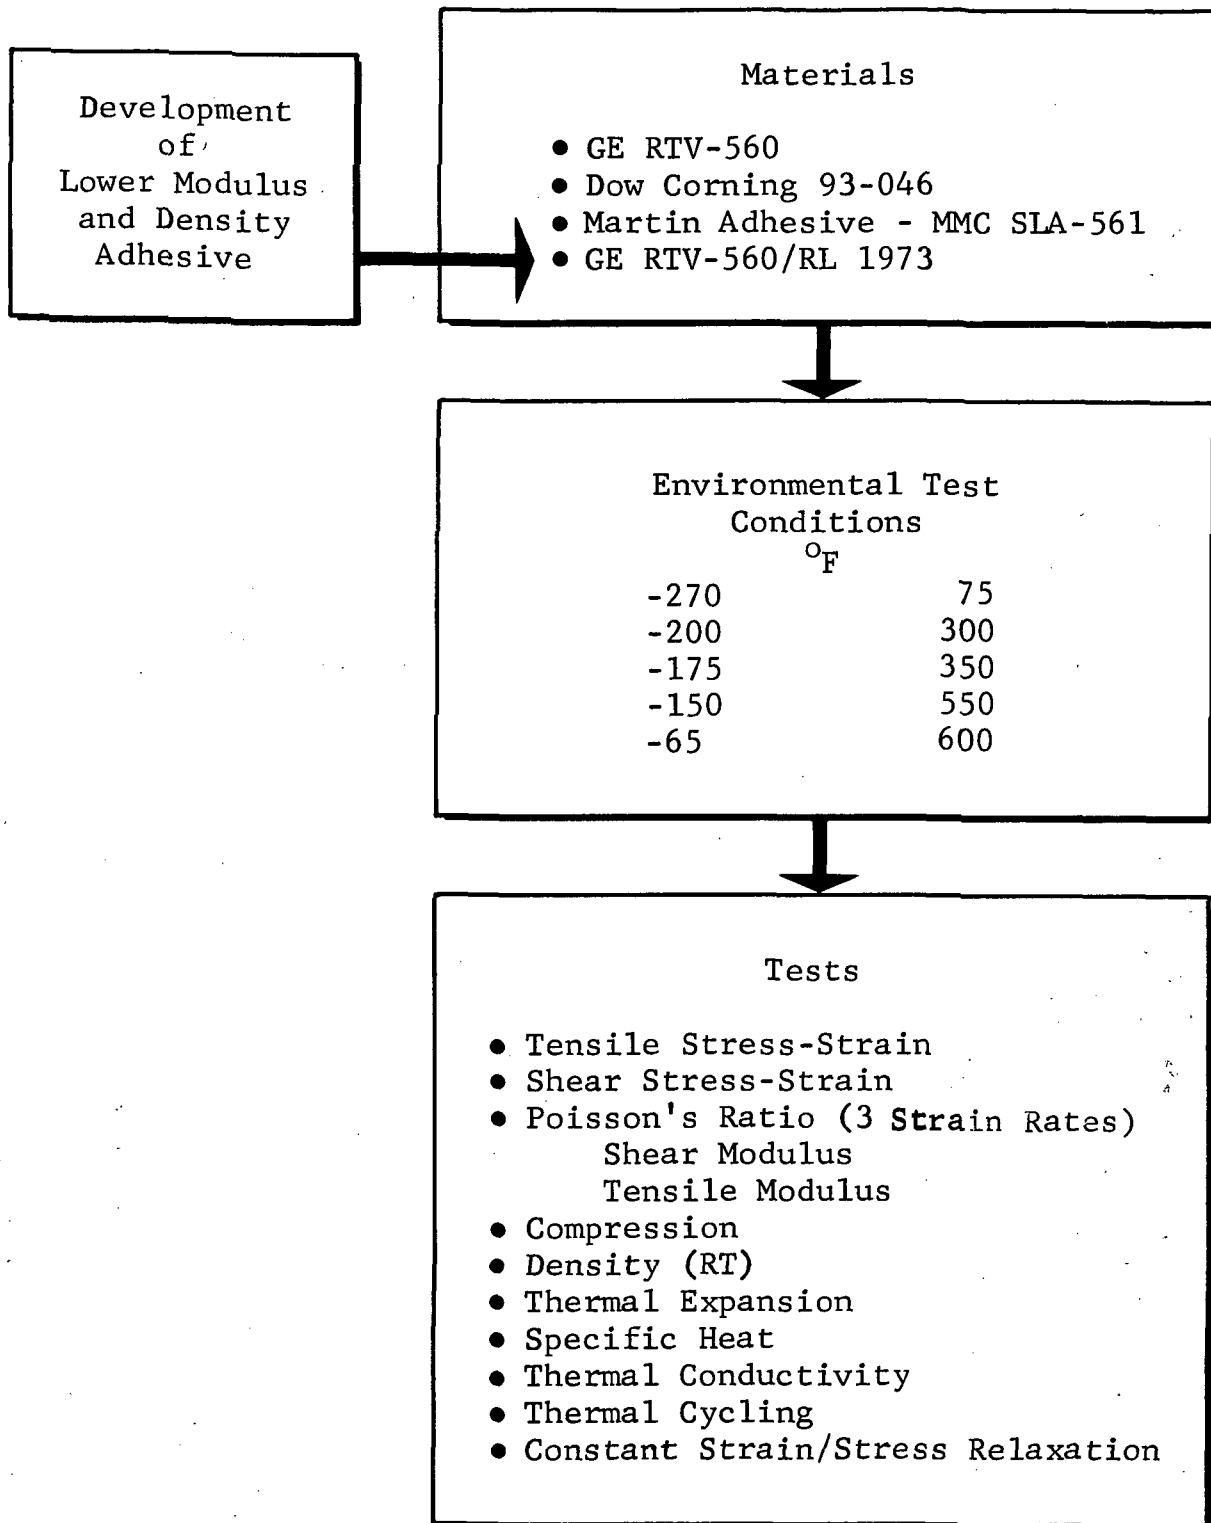 Development
of
Lower Modulus
and Density
Adhesive
Materials
• GE RTV-560
• Dow Corning 93-046
• Martin Adhesive - MMC SLA-561
• GE RTV-560/RL 1973
Environmental Test
Conditions
°F
-270 75
-200 300
-175 350
-150 550
-65 600
Tests
• Tensile Stress-Strain
• Shear Stress-Strain
• Poisson's Ratio (3 Strain Rates)
Shear Modulus
Tensile Modulus
• Compression
• Density (RT)
• Thermal Expansion
• Specific Heat
• Thermal Conductivity
• Thermal Cycling
• Constant Strain/Stress Relaxation